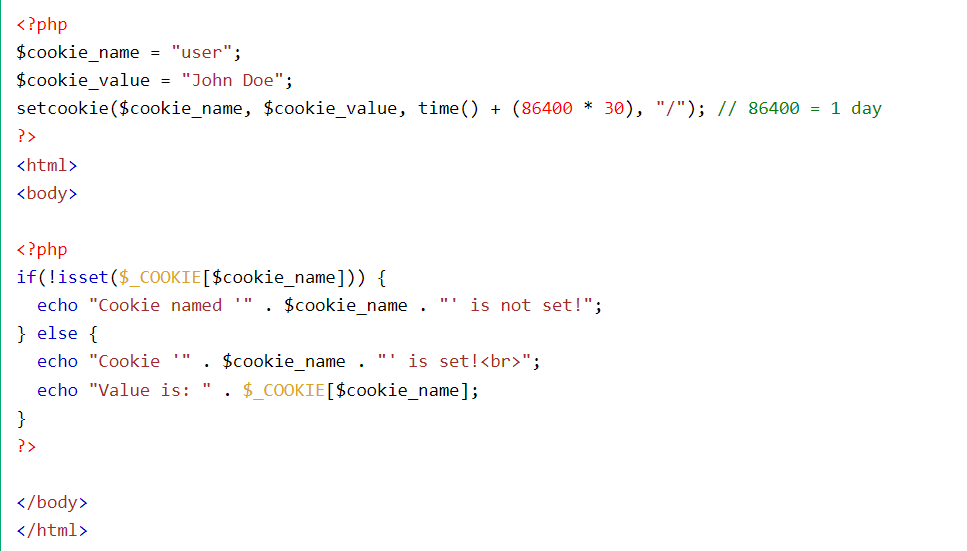 <?php
$cookie_name = "user";
$cookie_value = "John Doe";
setcookie($cookie_name, $cookie_value, time() + (86400 * 30), "/"); // 86400 = 1 day
?>
<html>
<body>

<?php
if(!isset($_COOKIE[$cookie_name])) {
  echo "Cookie named '" . $cookie_name . "' is not set!";
} else {
  echo "Cookie '" . $cookie_name . "' is set!<br>";
  echo "Value is: " . $_COOKIE[$cookie_name];
}
?>

</body>
</html>